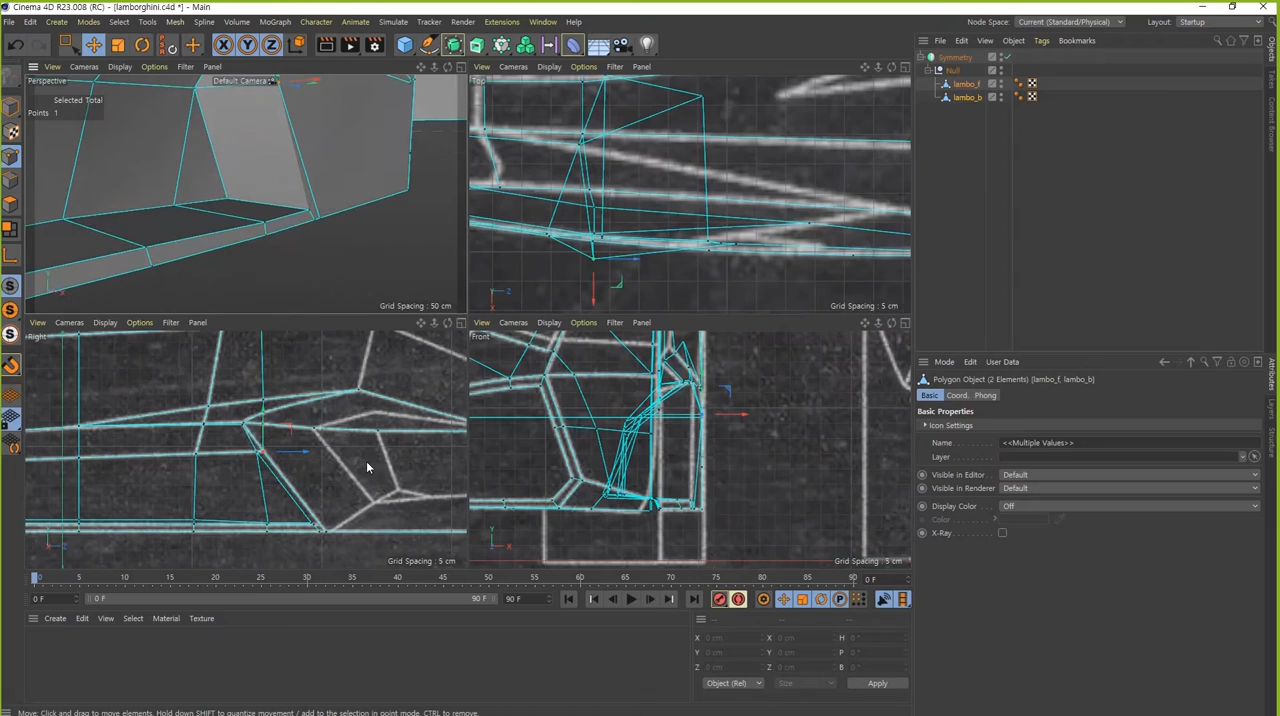 Cinema 4D R23.008 (RC) - [lamborghini.c4d *] - Main
File Edit Create Modes Select Tools Mesh Spline Volume MoGraph Character Animate Simulate Tracker Render Extensions Window Help Node Space: Current (Standard/Physical) Layout: Startup
File Edit View Object Tags Bookmarks
View Cameras Display Options Filter Panel
View Cameras Display Options Filter Panel
Perspective Default Camera
Selected Total
Points 1
Top
Symmetry
Null
lambo_f
lambo_b
Grid Spacing : 50 cm
Grid Spacing : 5 cm
View Cameras Display Options Filter Panel
View Cameras Display Options Filter Panel
Right
Front
Mode Edit User Data
Polygon Object (2 Elements) [lambo_f, lambo_b]
Basic Coord. Phong
Basic Properties
Icon Settings
Name <<Multiple Values>>
Layer
Visible in Editor Default
Visible in Renderer Default
Display Color Off
Color
X-Ray
Objects
Takes
Content Browser
Attributes
Layers
Structure
Grid Spacing : 5 cm
Grid Spacing : 5 cm
0 5 10 15 20 25 30 35 40 45 50 55 60 65 70 75 80 85 90 0 F
0 F 0 F 90 F 90 F
Create Edit View Select Material Texture
-- -- --
X 0 cm X 0 cm H 0 °
Y 0 cm Y 0 cm P 0 °
Z 0 cm Z 0 cm B 0 °
Object (Rel) Size Apply
Move: Click and drag to move elements. Hold down SHIFT to quantize movement / add to the selection in point mode, CTRL to remove.